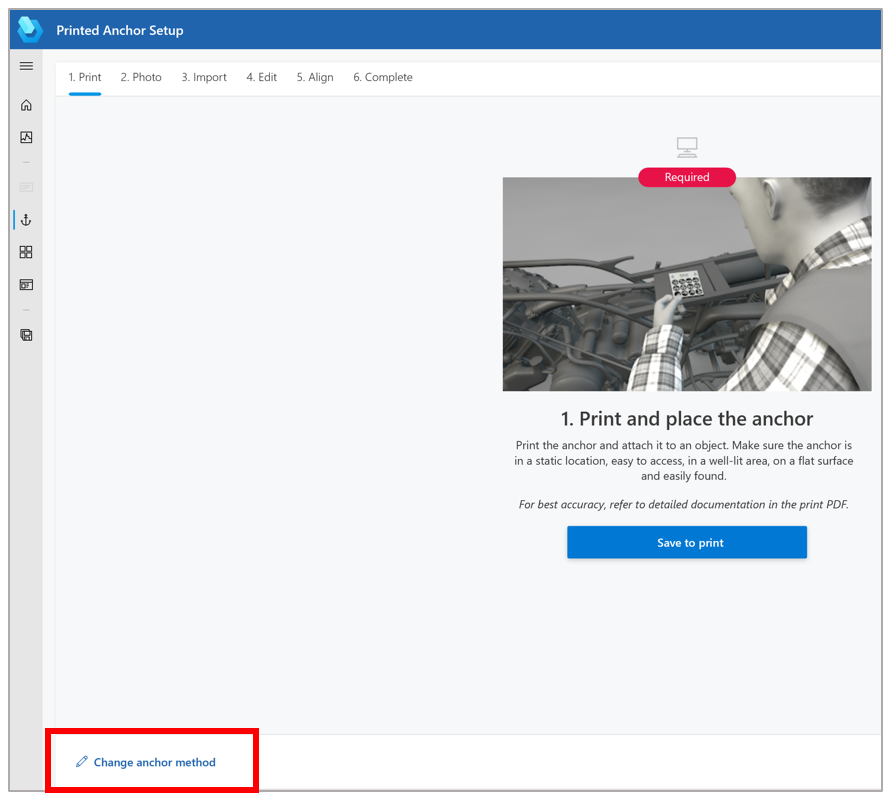 Printed Anchor Setup
1. Print 2. Photo 3. Import 4. Edit 5. Align 6. Complete
Required
1. Print and place the anchor
Print the anchor and attach it to an object. Make sure the anchor is
in a static location, easy to access, in a well-lit area, on a flat surface
and easily found.
For best accuracy, refer to detailed documentation in the print PDF.
Save to print
Change anchor method